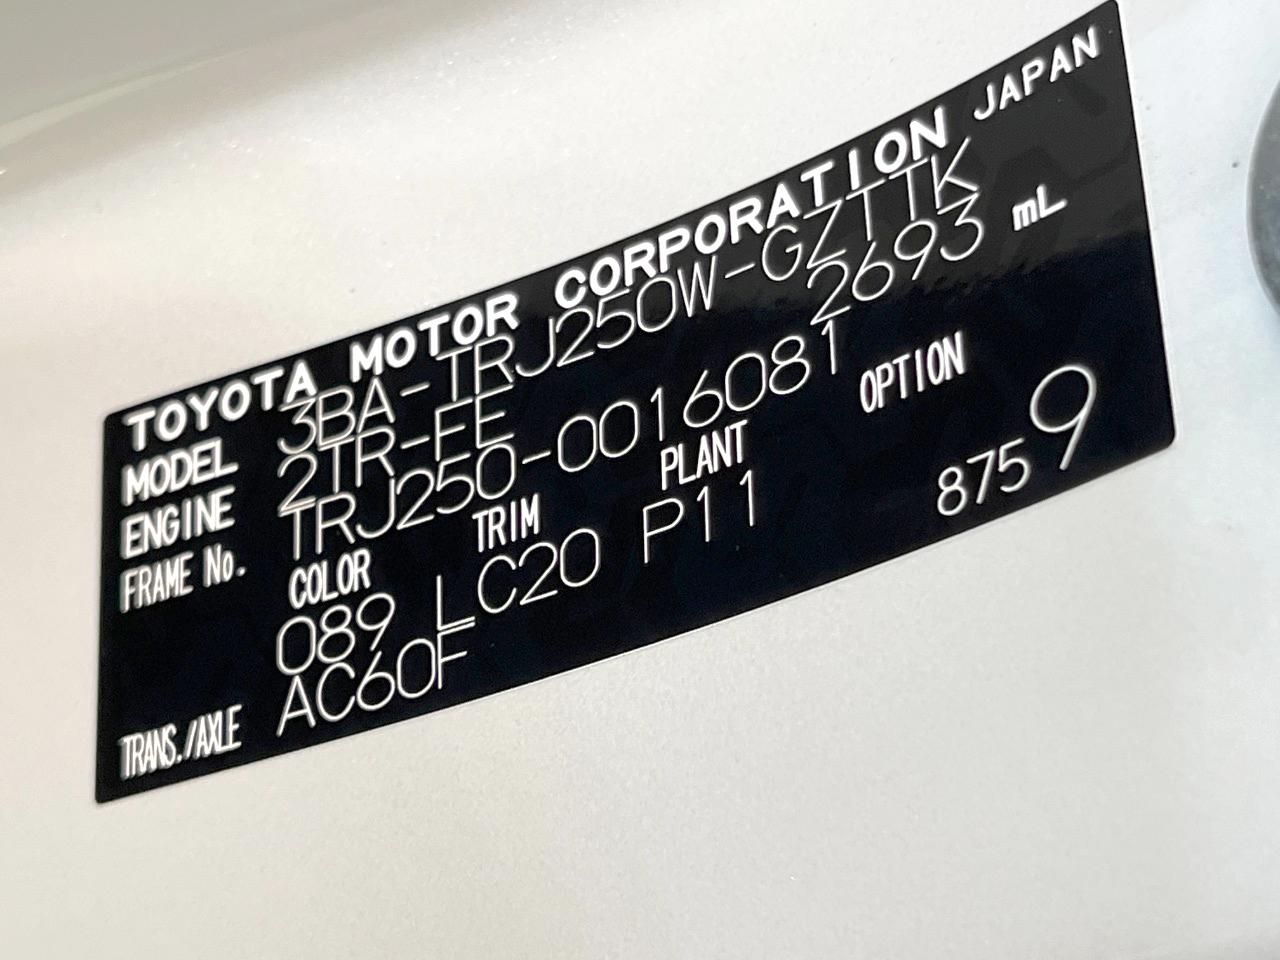 TOYOTA MOTOR CORPORATION JAPAN
MODEL 3BA-TRJ250W-GZTTK
ENGINE 2TR-FE 2693 mL
FRAME No. TRJ250-0016081
COLOR TRIM PLANT OPTION
089 LC20 P11 875 9
TRANS./AXLE AC60F